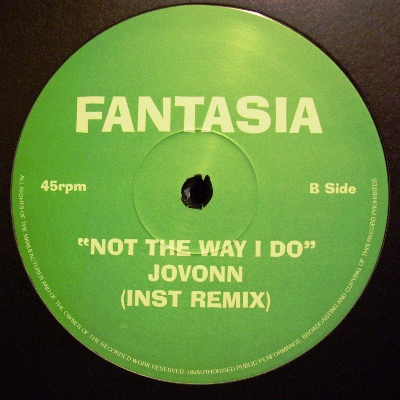 FANTASIA
45rpm
B Side
"NOT THE WAY I DO"
JOVONN
(INST REMIX)
ALL RIGHTS OF THE MANUFACTURER AND OF THE OWNER OF THE RECORDED WORK RESERVED. UNAUTHORISED PUBLIC PERFORMANCE, BROADCASTING AND COPYING OF THIS RECORD PROHIBITED